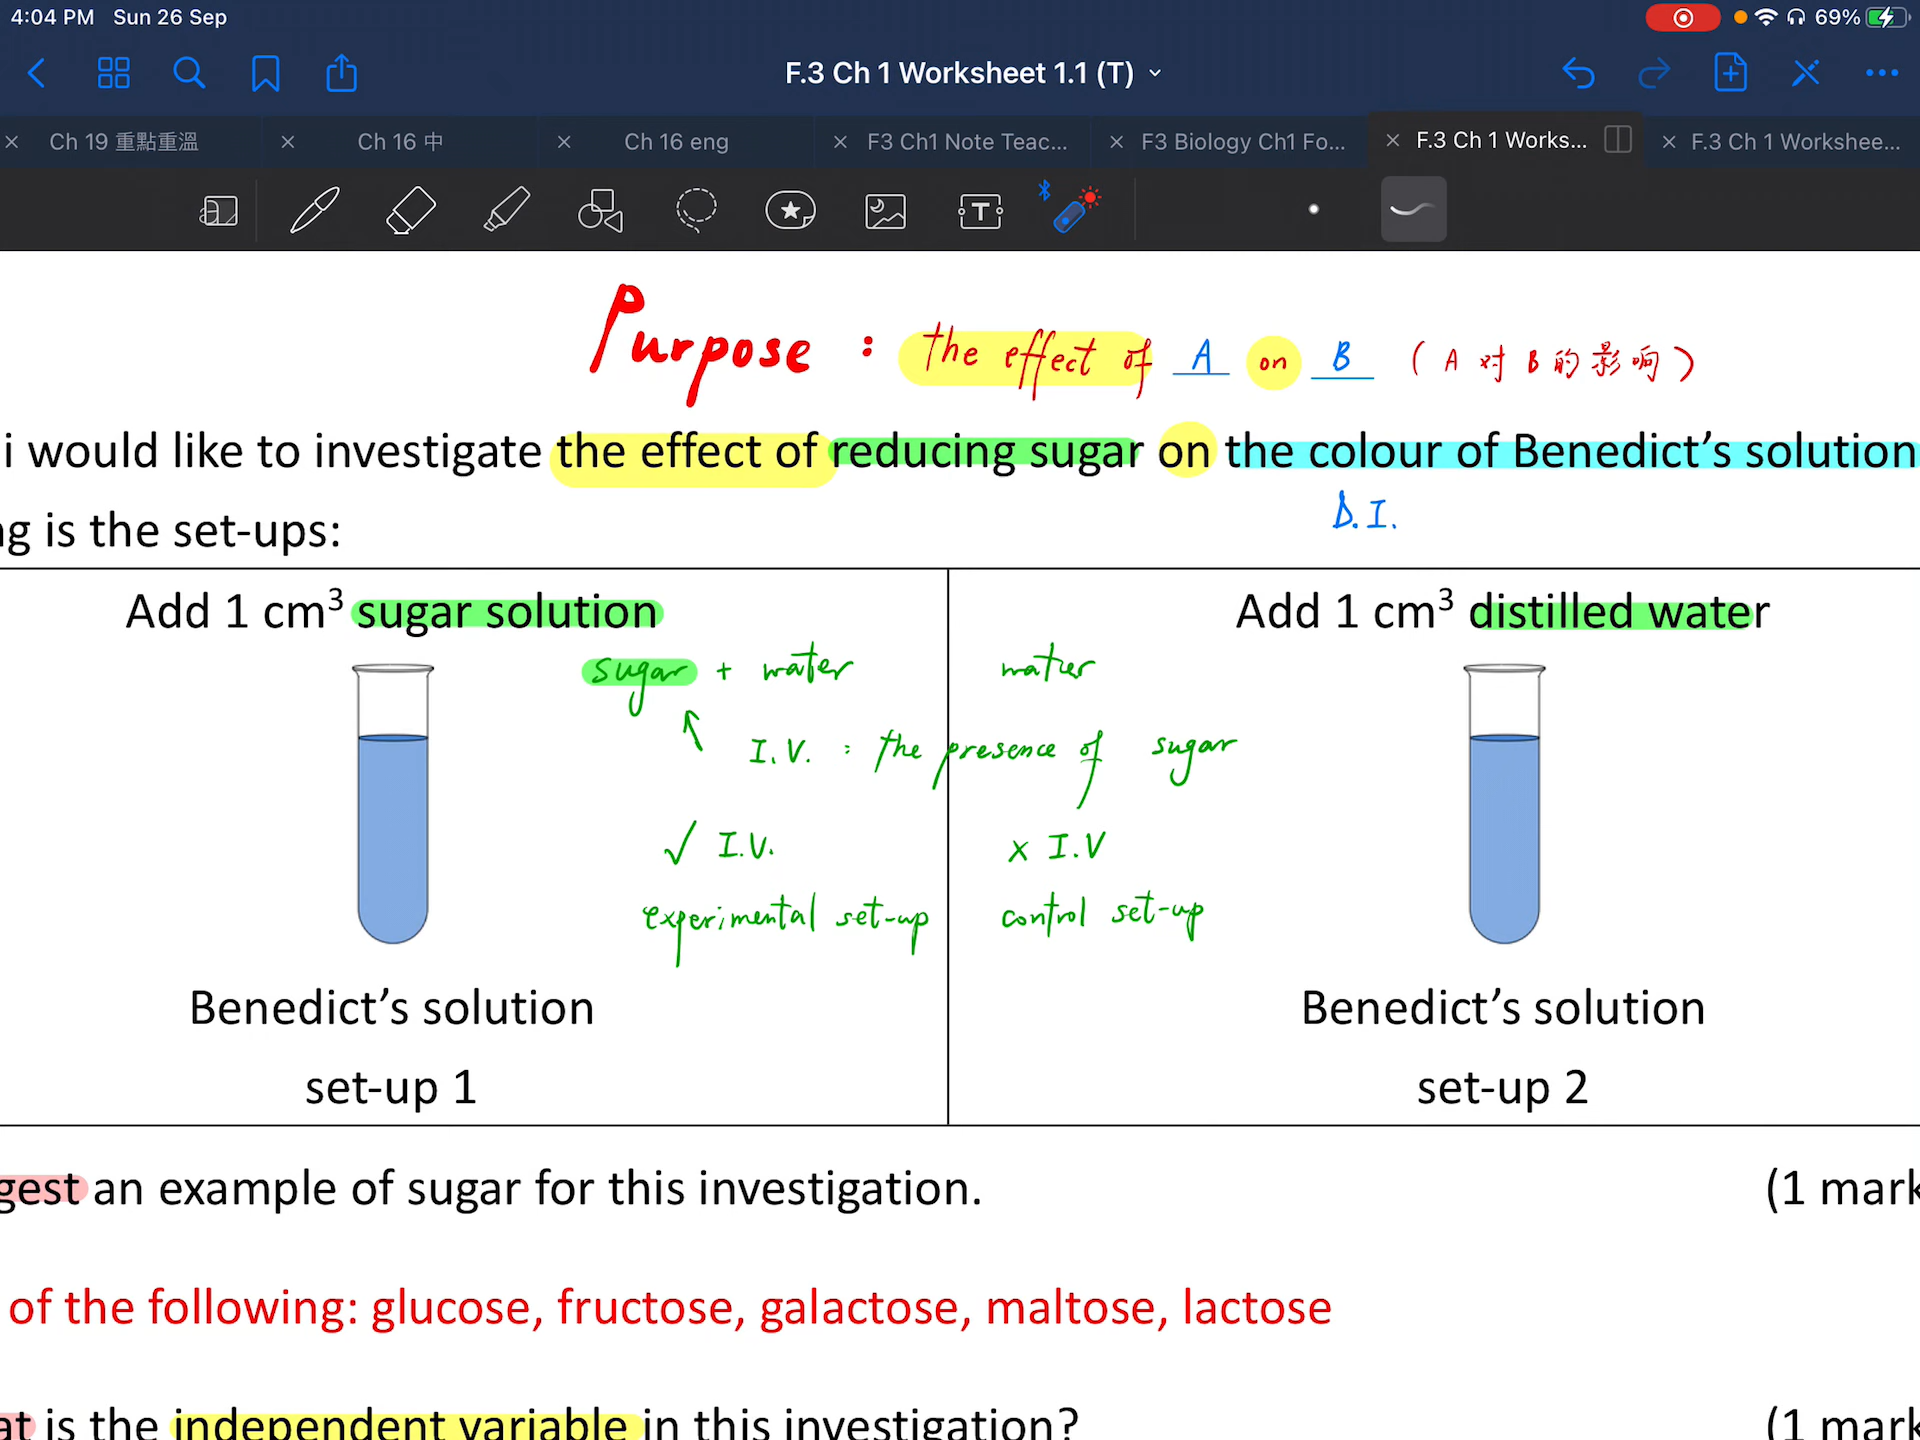 4:04 PM Sun 26 Sep
69%
F.3 Ch 1 Worksheet 1.1 (T)
Ch 19 重點重溫
Ch 16 中
Ch 16 eng
F3 Ch1 Note Teac...
F3 Biology Ch1 Fo...
F.3 Ch 1 Works...
F.3 Ch 1 Workshee...
Purpose : the effect of A on B (A 对 B 的影响)
i would like to investigate the effect of reducing sugar on the colour of Benedict's solution
D.I.
ng is the set-ups:
Add 1 cm³ sugar solution
Add 1 cm³ distilled water
sugar + water
water
I.V. : the presence of sugar
✓ I.V.
x I.V
experimental set-up
control set-up
Benedict's solution
Benedict's solution
set-up 1
set-up 2
gest an example of sugar for this investigation. (1 mark
of the following: glucose, fructose, galactose, maltose, lactose
at is the independent variable in this investigation? (1 mark